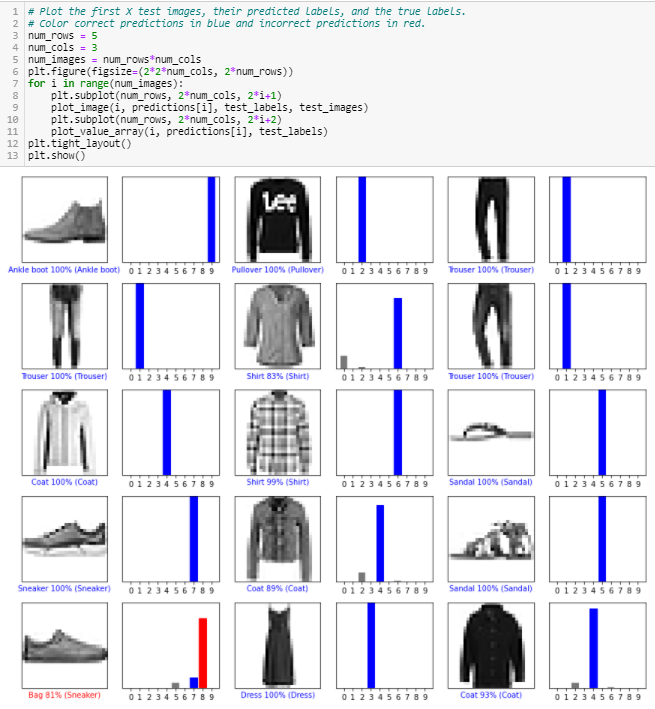 1 # Plot the first X test images, their predicted labels, and the true labels.
2 # Color correct predictions in blue and incorrect predictions in red.
3 num_rows = 5
4 num_cols = 3
5 num_images = num_rows*num_cols
6 plt.figure(figsize=(2*2*num_cols, 2*num_rows))
7 for i in range(num_images):
8     plt.subplot(num_rows, 2*num_cols, 2*i+1)
9     plot_image(i, predictions[i], test_labels, test_images)
10     plt.subplot(num_rows, 2*num_cols, 2*i+2)
11     plot_value_array(i, predictions[i], test_labels)
12 plt.tight_layout()
13 plt.show()
Lee
0 1 2 3 4 5 6 7 8 9 0 1 2 3 4 5 6 7 8 9 0 1 2 3 4 5 6 7 8 9
Ankle boot 100% (Ankle boot) Pullover 100% (Pullover) Trouser 100% (Trouser)
0 1 2 3 4 5 6 7 8 9 0 1 2 3 4 5 6 7 8 9 0 1 2 3 4 5 6 7 8 9
Trouser 100% (Trouser) Shirt 83% (Shirt) Trouser 100% (Trouser)
0 1 2 3 4 5 6 7 8 9 0 1 2 3 4 5 6 7 8 9 0 1 2 3 4 5 6 7 8 9
Coat 100% (Coat) Shirt 99% (Shirt) Sandal 100% (Sandal)
0 1 2 3 4 5 6 7 8 9 0 1 2 3 4 5 6 7 8 9 0 1 2 3 4 5 6 7 8 9
Sneaker 100% (Sneaker) Coat 89% (Coat) Sandal 100% (Sandal)
0 1 2 3 4 5 6 7 8 9 0 1 2 3 4 5 6 7 8 9 0 1 2 3 4 5 6 7 8 9
Bag 81% (Sneaker) Dress 100% (Dress) Coat 93% (Coat)